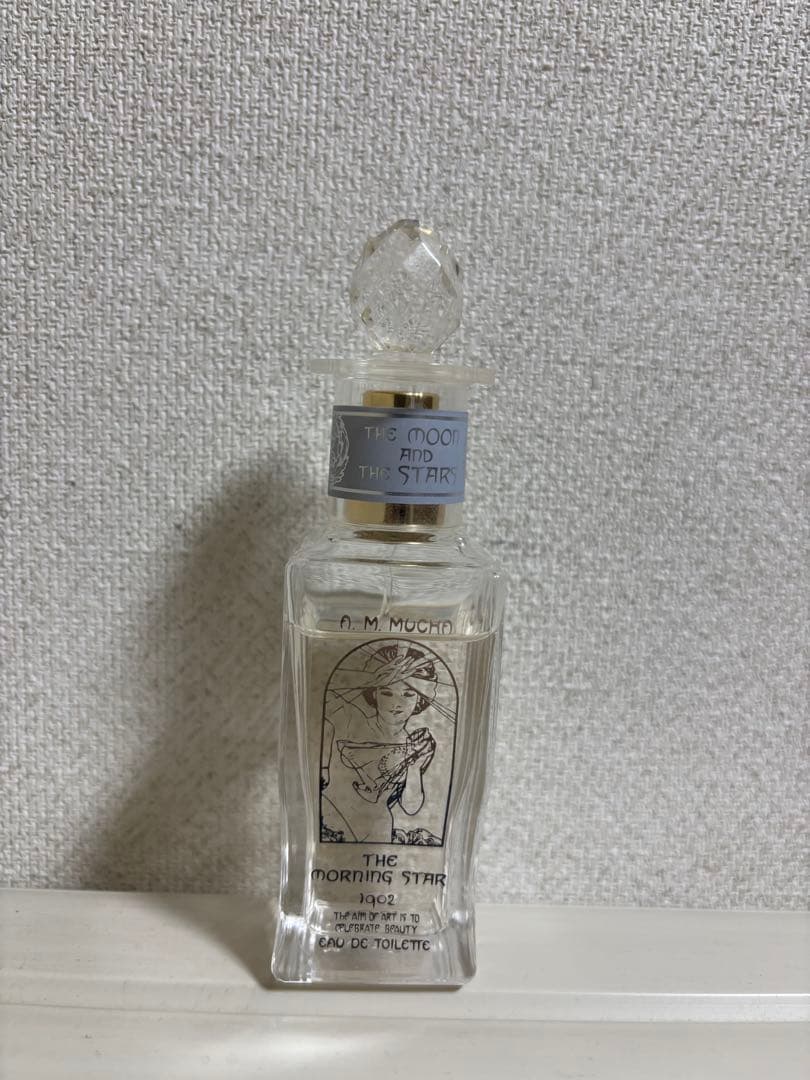 THE MOON
AND
THE STARS
A. M. MUCHA
THE
MORNING STAR
1902
THE AIM OF ART IS TO
CELEBRATE BEAUTY
EAU DE TOILETTE